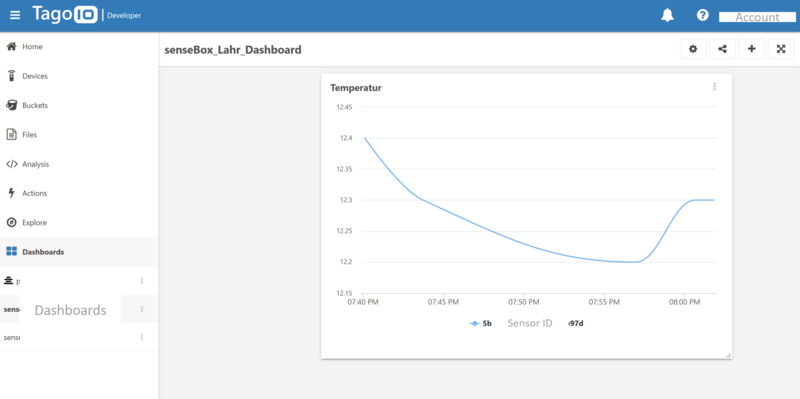 TagoIO | Developer
Account
Home
Devices
Buckets
Files
Analysis
Actions
Explore
Dashboards
p
sense
Dashboards
sense
senseBox_Lahr_Dashboard
Temperatur
12.45
12.4
12.35
12.3
12.25
12.2
12.15
07:40 PM 07:45 PM 07:50 PM 07:55 PM 08:00 PM
5b Sensor ID 97d